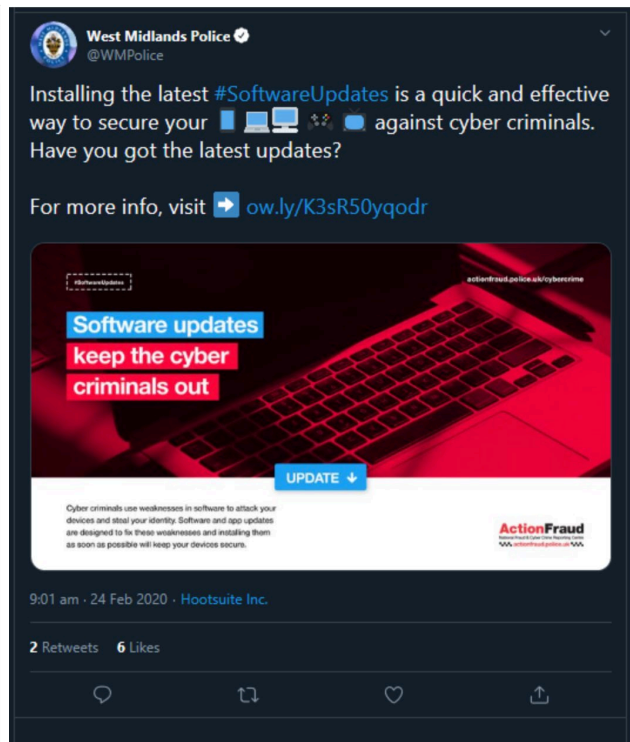 West Midlands Police
@WMPolice
Installing the latest #SoftwareUpdates is a quick and effective
way to secure your 📱 💻🖥️ 🎮 📺 against cyber criminals.
Have you got the latest updates?
For more info, visit ➡️ ow.ly/K3sR50yqodr
#SoftwareUpdates
actionfraud.police.uk/cybercrime
Software updates
keep the cyber
criminals out
UPDATE ↓
Cyber criminals use weaknesses in software to attack your
devices and steal your identity. Software and app updates
are designed to fix these weaknesses and installing them
as soon as possible will keep your devices secure.
ActionFraud
National Fraud & Cyber Crime Reporting Centre
actionfraud.police.uk
9:01 am · 24 Feb 2020 · Hootsuite Inc.
2 Retweets 6 Likes